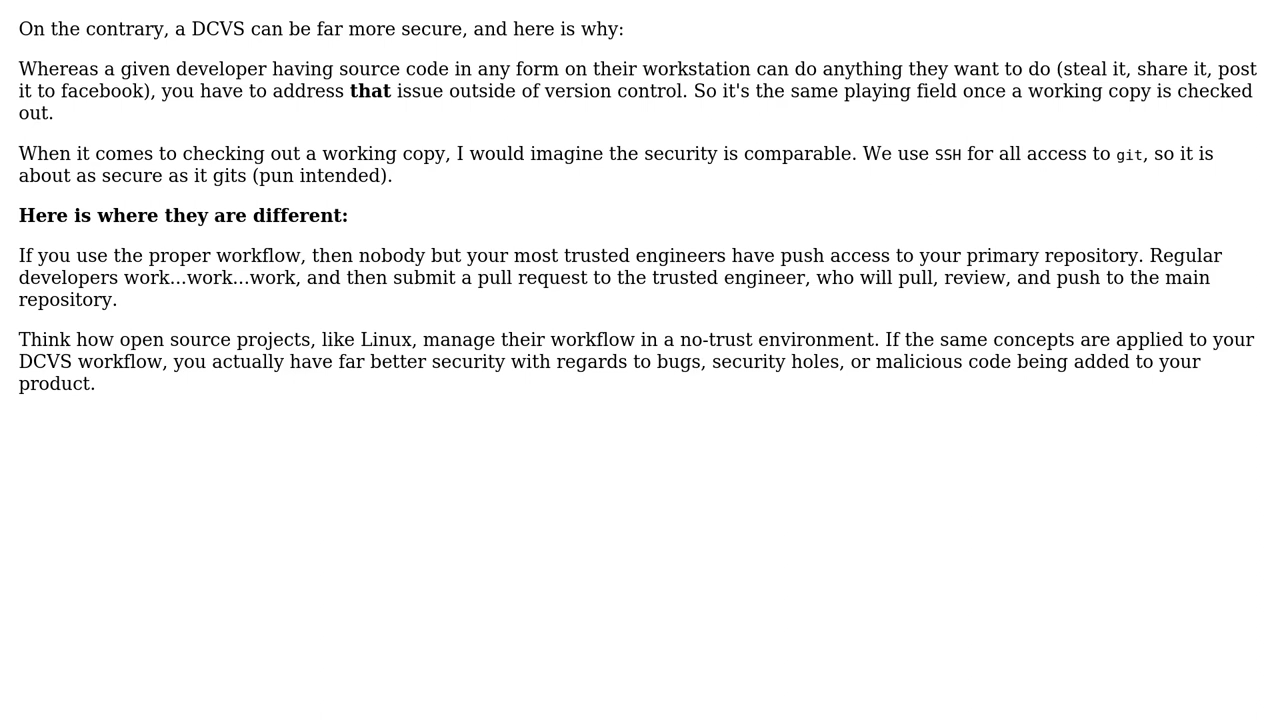 On the contrary, a DCVS can be far more secure, and here is why:
Whereas a given developer having source code in any form on their workstation can do anything they want to do (steal it, share it, post
it to facebook), you have to address that issue outside of version control. So it's the same playing field once a working copy is checked
out.
When it comes to checking out a working copy, I would imagine the security is comparable. We use SSH for all access to git, so it is
about as secure as it gits (pun intended).
Here is where they are different:
If you use the proper workflow, then nobody but your most trusted engineers have push access to your primary repository. Regular
developers work...work...work, and then submit a pull request to the trusted engineer, who will pull, review, and push to the main
repository.
Think how open source projects, like Linux, manage their workflow in a no-trust environment. If the same concepts are applied to your
DCVS workflow, you actually have far better security with regards to bugs, security holes, or malicious code being added to your
product.